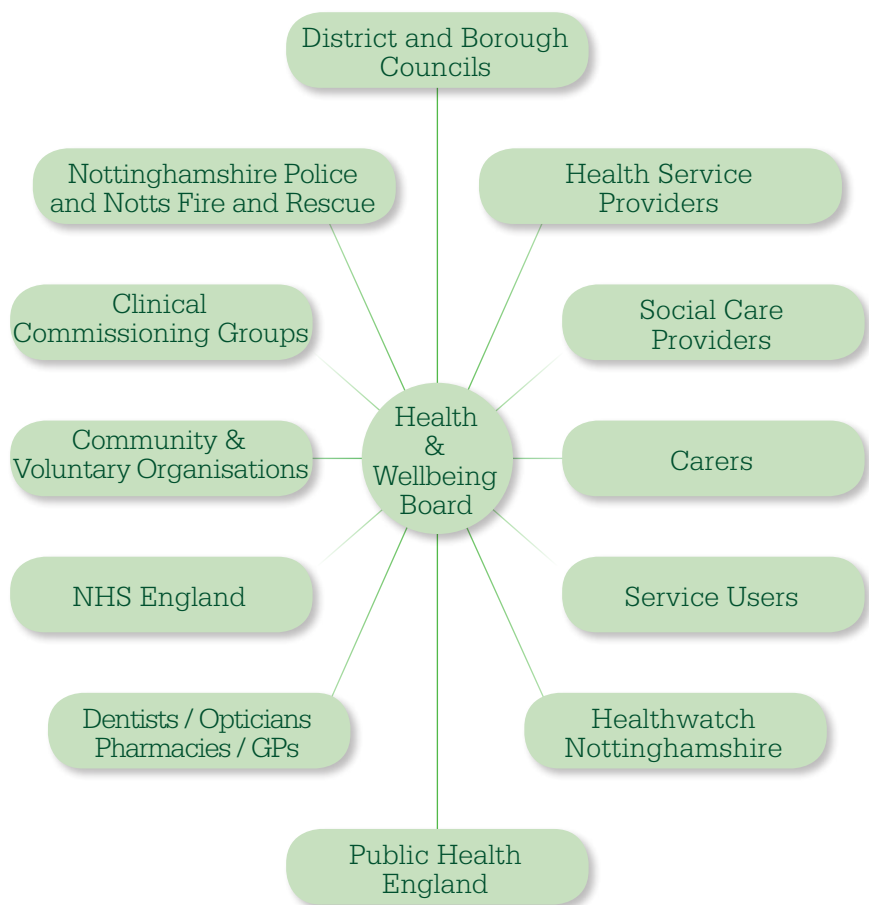 District and Borough
Councils
Nottinghamshire Police
and Notts Fire and Rescue
Health Service
Providers
Clinical
Commissioning Groups
Social Care
Providers
Health
&
Wellbeing
Board
Community &
Voluntary Organisations
Carers
NHS England
Service Users
Dentists / Opticians
Pharmacies / GPs
Healthwatch
Nottinghamshire
Public Health
England